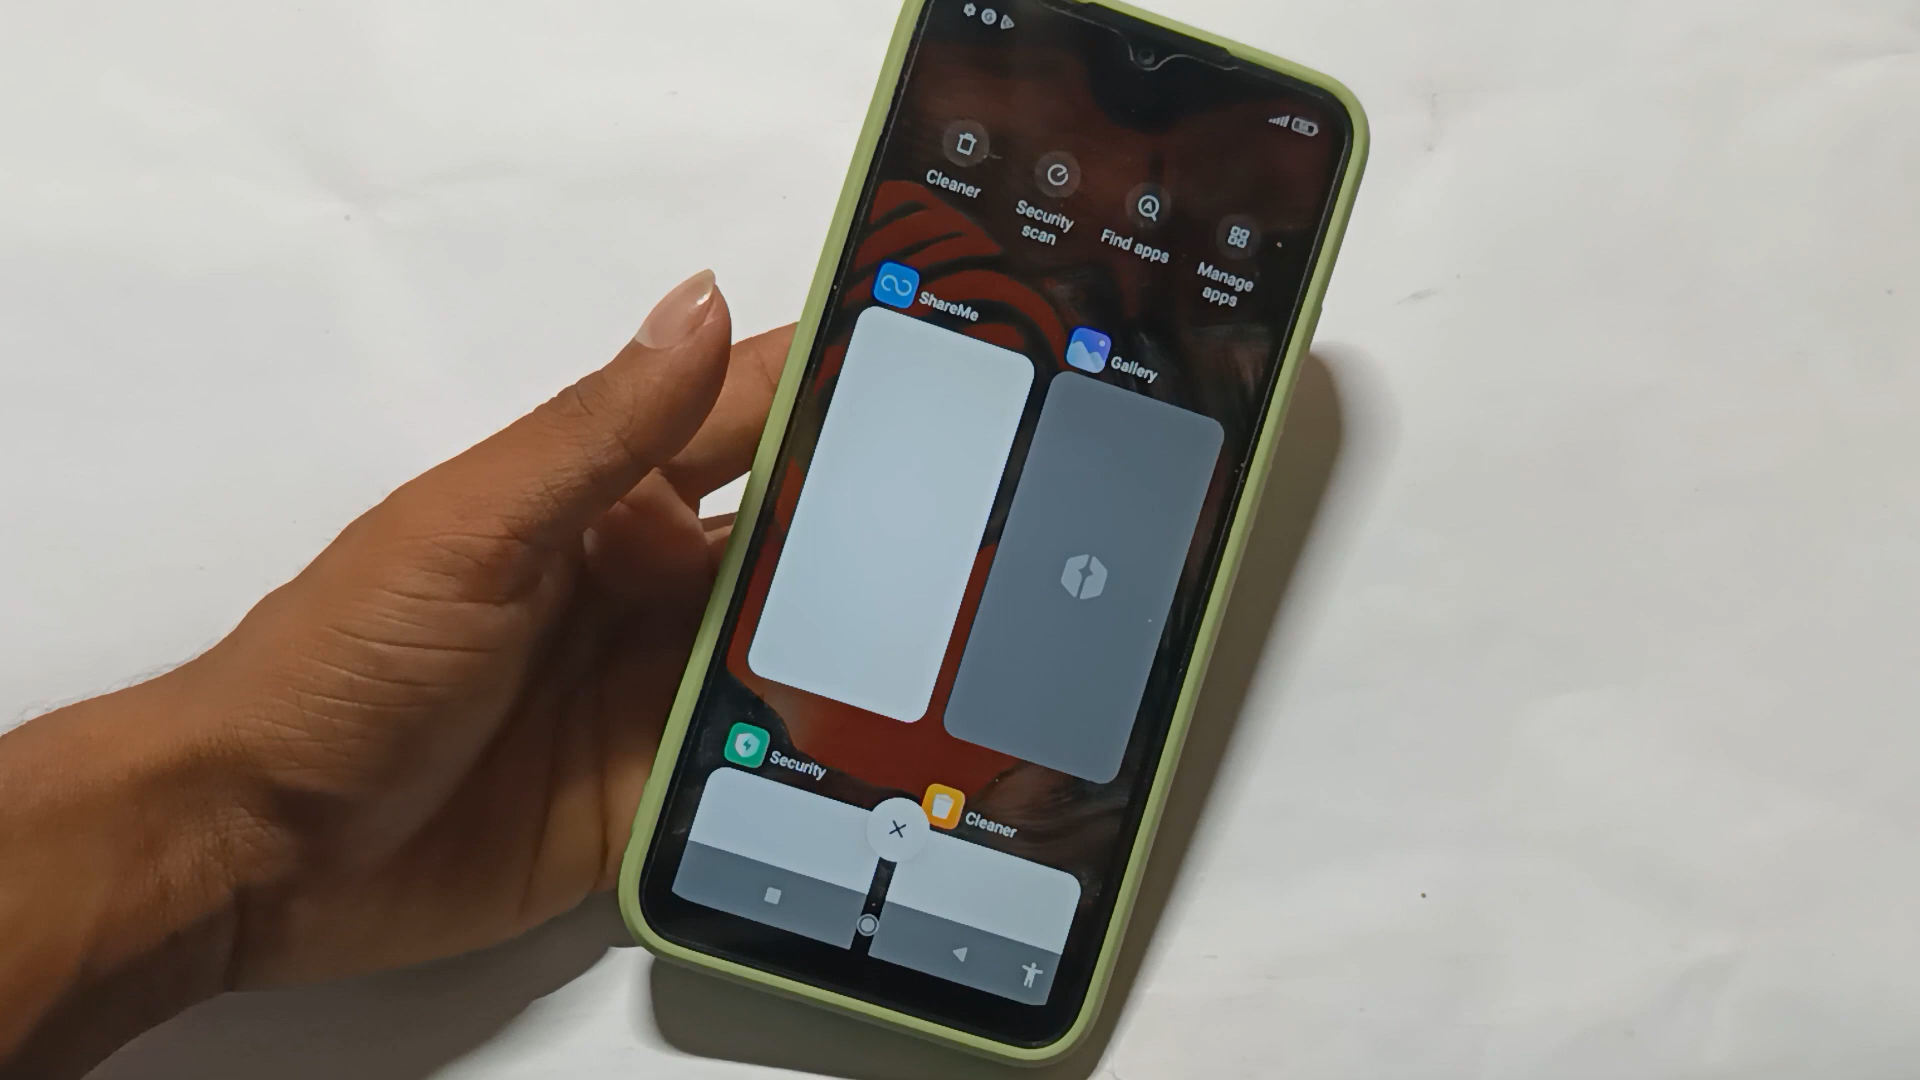 Cleaner
Security
scan
Find apps
Manage
apps
ShareMe
Gallery
Security
Cleaner